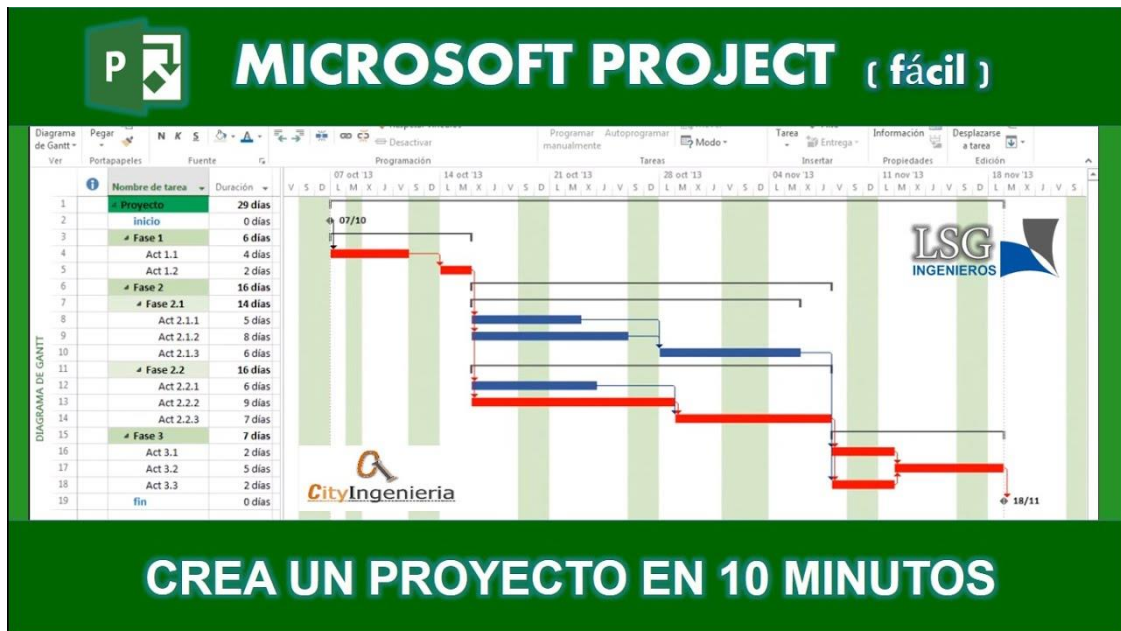 P
MICROSOFT PROJECT ( fácil )
Diagrama de Gantt
Pegar
N K S
Desactivar
Programar manualmente
Autoprogramar
Modo
Tarea
Entrega
Información
Desplazarse a tarea
Ver Portapapeles Fuente Programación Tareas Insertar Propiedades Edición
07 oct '13 14 oct '13 21 oct '13 28 oct '13 04 nov '13 11 nov '13 18 nov '13
Nombre de tarea Duración V S D L M X J V S D L M X J V S D L M X J V S D L M X J V S D L M X J V S D L M X J V S D L M X J V S
1 Proyecto 29 días
2 inicio 0 días 07/10
3 Fase 1 6 días
4 Act 1.1 4 días
5 Act 1.2 2 días
6 Fase 2 16 días
7 Fase 2.1 14 días
8 Act 2.1.1 5 días
9 Act 2.1.2 8 días
10 Act 2.1.3 6 días
11 Fase 2.2 16 días
12 Act 2.2.1 6 días
13 Act 2.2.2 9 días
14 Act 2.2.3 7 días
15 Fase 3 7 días
16 Act 3.1 2 días
17 Act 3.2 5 días
18 Act 3.3 2 días
19 fin 0 días 18/11
DIAGRAMA DE GANTT
LSG
INGENIEROS
CityIngenieria
CREA UN PROYECTO EN 10 MINUTOS